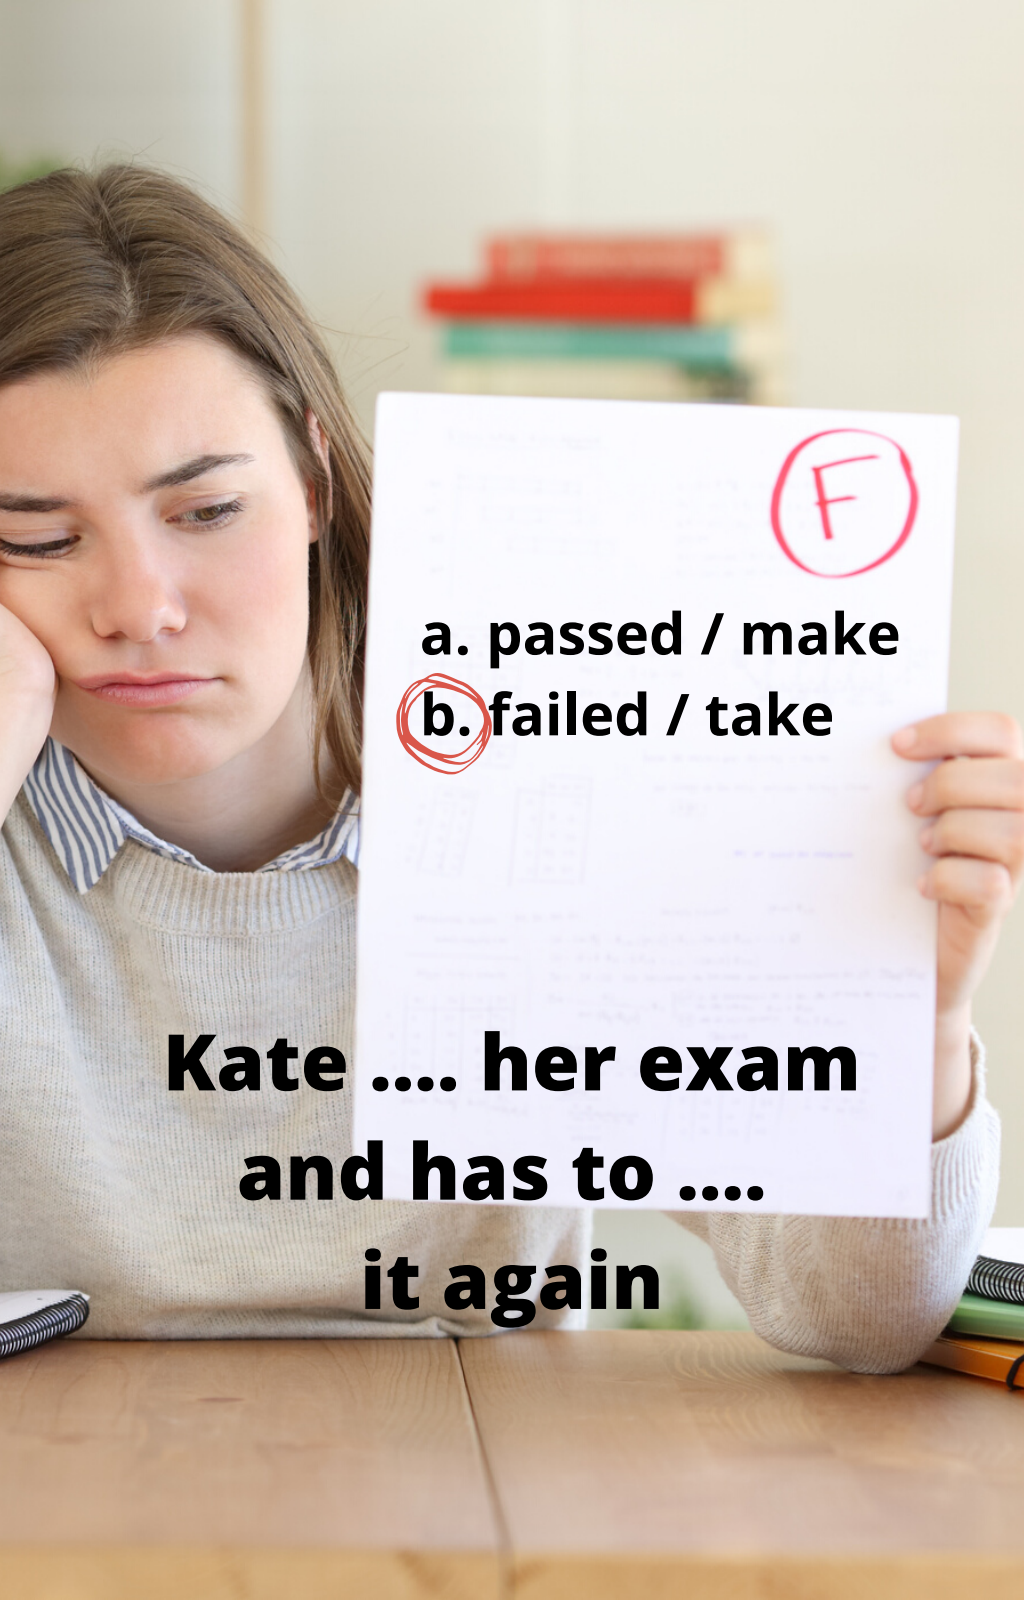 F
a. passed / make
b. failed / take
Kate .... her exam
and has to ....
it again